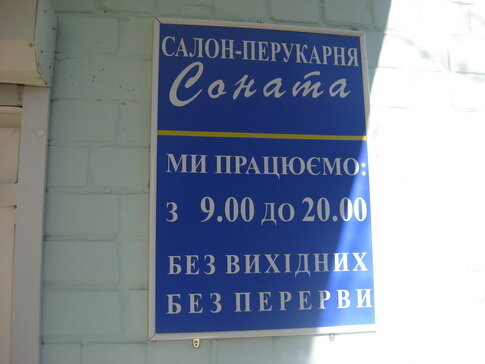 САЛОН-ПЕРУКАРНЯ
Соната
МИ ПРАЦЮЄМО:
З 9.00 ДО 20.00
БЕЗ ВИХІДНИХ
БЕЗ ПЕРЕРВИ